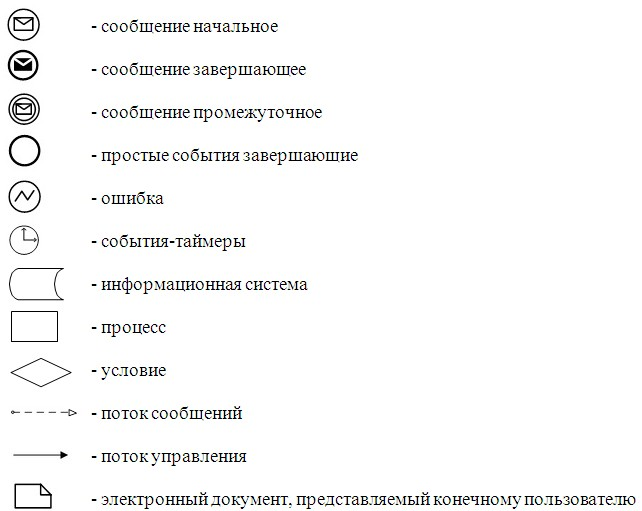 - сообщение начальное
- сообщение завершающее
- сообщение промежуточное
- простые события завершающие
- ошибка
- события-таймеры
- информационная система
- процесс
- условие
- поток сообщений
- поток управления
- электронный документ, представляемый конечному пользователю